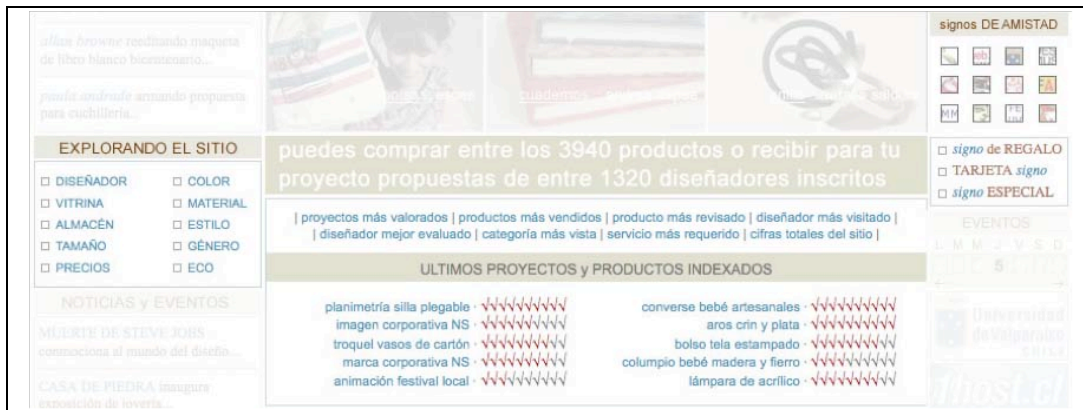 allan browne reeditando maqueta
de libro blanco bicentenario...
paula andrade armando propuesta
para cuchillería...
EXPLORANDO EL SITIO
□ DISEÑADOR □ COLOR
□ VITRINA □ MATERIAL
□ ALMACÉN □ ESTILO
□ TAMAÑO □ GÉNERO
□ PRECIOS □ ECO
NOTICIAS y EVENTOS
MUERTE DE STEVE JOBS
conmociona al mundo del diseño...
CASA DE PIEDRA inaugura
exposición de joyería...
cuadernos
puedes comprar entre los 3940 productos o recibir para tu
proyecto propuestas de entre 1320 diseñadores inscritos
| proyectos más valorados | productos más vendidos | producto más revisado | diseñador más visitado |
| diseñador mejor evaluado | categoría más vista | servicio más requerido | cifras totales del sitio |
ULTIMOS PROYECTOS y PRODUCTOS INDEXADOS
planimetría silla plegable · √√√√√√√√√√
imagen corporativa NS · √√√√√√√√√√
troquel vasos de cartón · √√√√√√√√√√
marca corporativa NS · √√√√√√√√√√
animación festival local · √√√√√√√√√√
converse bebé artesanales · √√√√√√√√√√
aros crin y plata · √√√√√√√√√√
bolso tela estampado · √√√√√√√√√√
columpio bebé madera y fierro · √√√√√√√√√√
lámpara de acrílico · √√√√√√√√√√
signos DE AMISTAD
eb
FA
MM
□ signo de REGALO
□ TARJETA signo
□ signo ESPECIAL
EVENTOS
L M M J V S D
5
← →
Universidad
deValparaíso
CHILE
dhost.cl